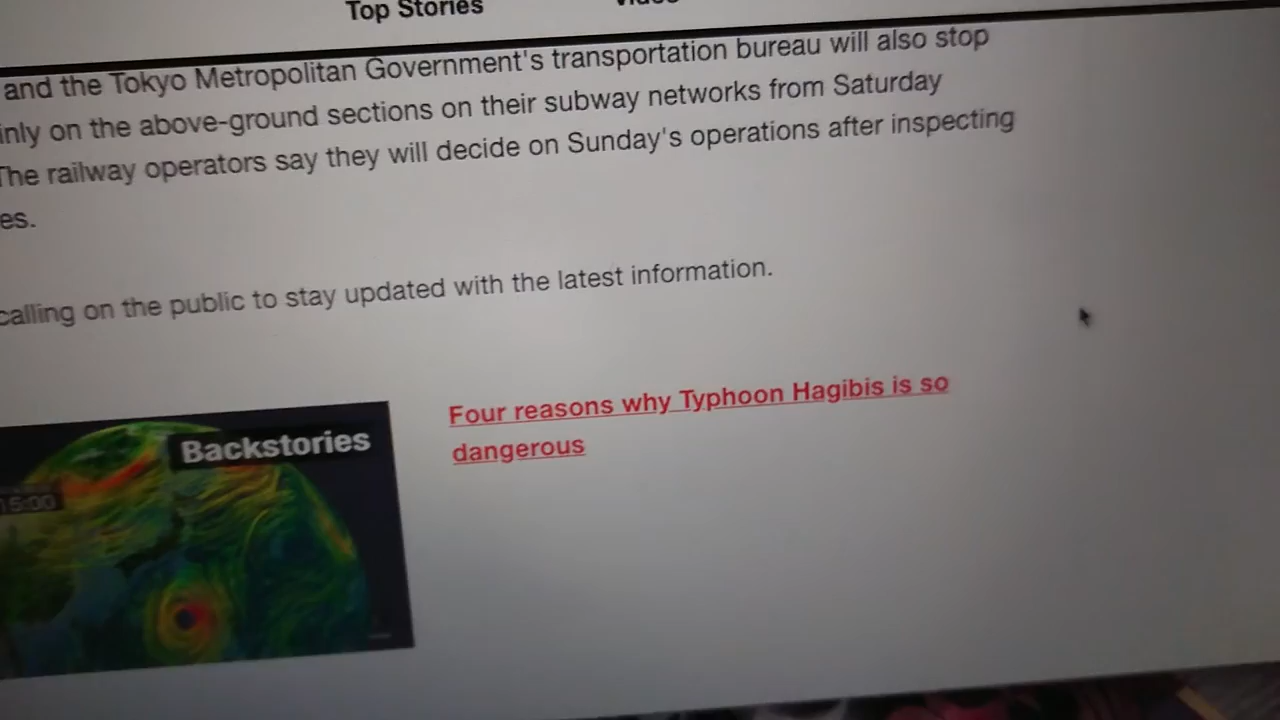 Top Stories
and the Tokyo Metropolitan Government's transportation bureau will also stop
on the above-ground sections on their subway networks from Saturday
The railway operators say they will decide on Sunday's operations after inspecting
es.
calling on the public to stay updated with the latest information.
Four reasons why Typhoon Hagibis is so
dangerous
Backstories
15:00